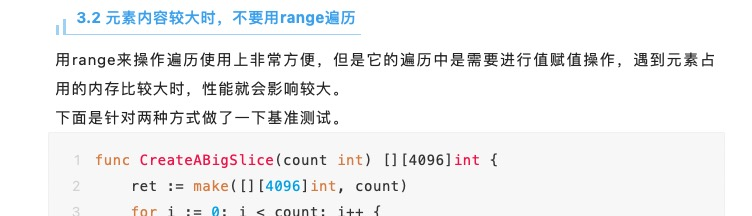 3.2 元素内容较大时，不要用range遍历
用range来操作遍历使用上非常方便，但是它的遍历中是需要进行值赋值操作，遇到元素占
用的内存比较大时，性能就会影响较大。
下面是针对两种方式做了一下基准测试。
1 func CreateABigSlice(count int) [][4096]int {
2     ret := make([][4096]int, count)
3     for i := 0; i < count; i++ {